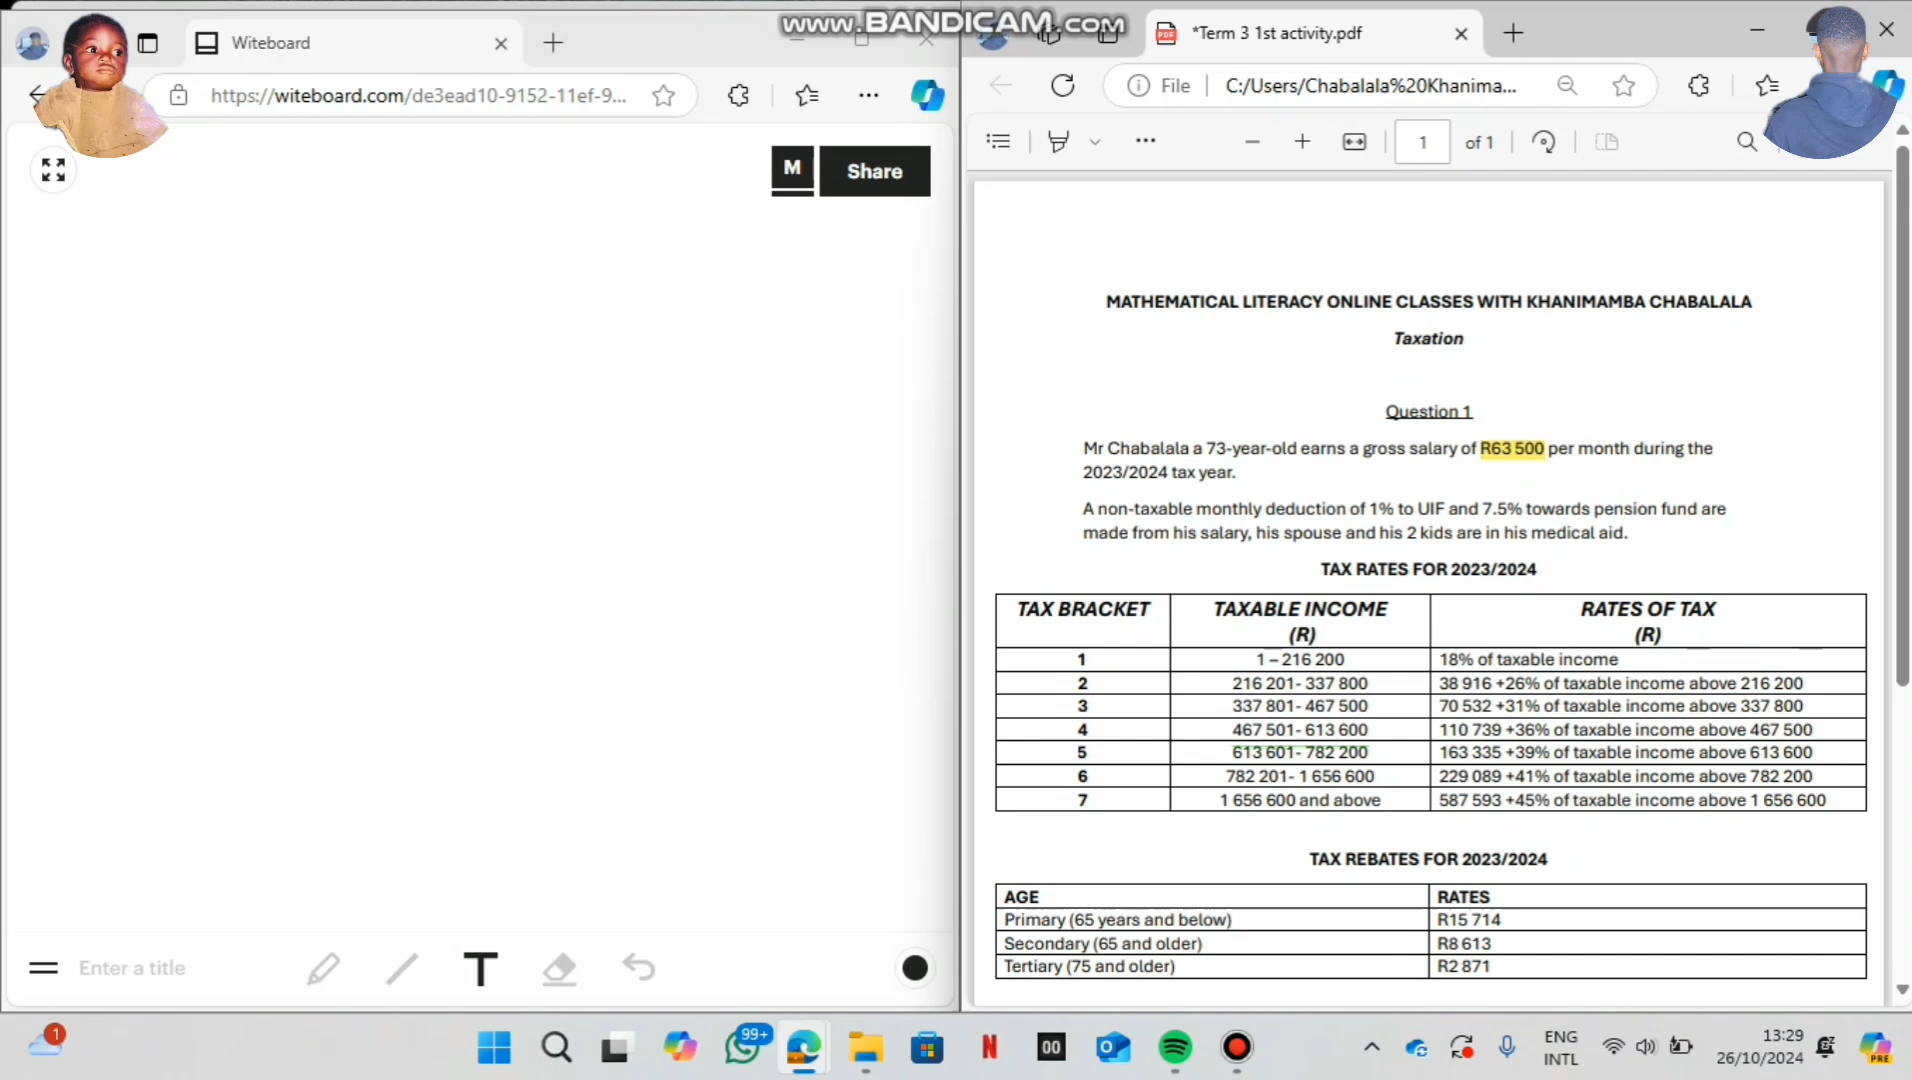 www.BANDICAM.com
Witeboard
*Term 3 1st activity.pdf
https://witeboard.com/de3ead10-9152-11ef-9...
File
C:/Users/Chabalala%20Khanima...
1
of 1
M
Share
MATHEMATICAL LITERACY ONLINE CLASSES WITH KHANIMAMBA CHABALALA
Taxation
Question 1
Mr Chabalala a 73-year-old earns a gross salary of R63 500 per month during the
2023/2024 tax year.
A non-taxable monthly deduction of 1% to UIF and 7.5% towards pension fund are
made from his salary, his spouse and his 2 kids are in his medical aid.
TAX RATES FOR 2023/2024
TAX BRACKET TAXABLE INCOME RATES OF TAX
(R) (R)
1 1 – 216 200 18% of taxable income
2 216 201- 337 800 38 916 +26% of taxable income above 216 200
3 337 801- 467 500 70 532 +31% of taxable income above 337 800
4 467 501- 613 600 110 739 +36% of taxable income above 467 500
5 613 601- 782 200 163 335 +39% of taxable income above 613 600
6 782 201- 1 656 600 229 089 +41% of taxable income above 782 200
7 1 656 600 and above 587 593 +45% of taxable income above 1 656 600
TAX REBATES FOR 2023/2024
AGE RATES
Primary (65 years and below) R15 714
Secondary (65 and older) R8 613
Tertiary (75 and older) R2 871
Enter a title
T
1
99+
N
ENG
INTL
13:29
26/10/2024
PRE